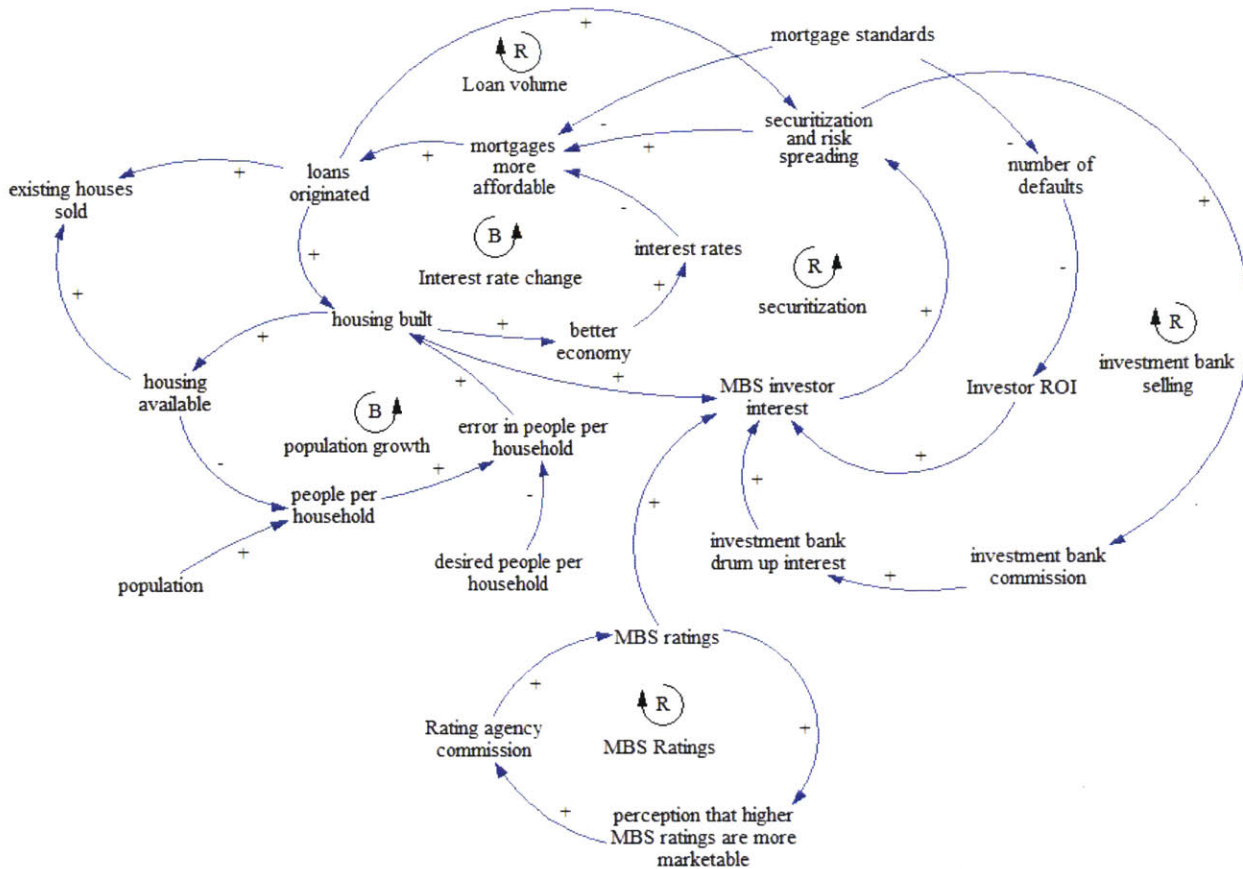 +
mortgage standards
R
Loan volume
securitization
and risk
spreading
-
mortgages
more
affordable
+
+
-
number of
defaults
loans
originated
+
existing houses
sold
+
-
B
interest rates
+
R
-
Interest rate change
securitization
+
+
+
housing built
+
better
economy
+
R
+
housing
available
+
+
MBS investor
interest
Investor ROI
investment bank
selling
B
population growth
error in people per
household
-
+
+
+
-
+
people per
household
+
+
investment bank
drum up interest
investment bank
commission
+
population
desired people per
household
MBS ratings
+
R
+
Rating agency
commission
MBS Ratings
+
perception that higher
MBS ratings are more
marketable